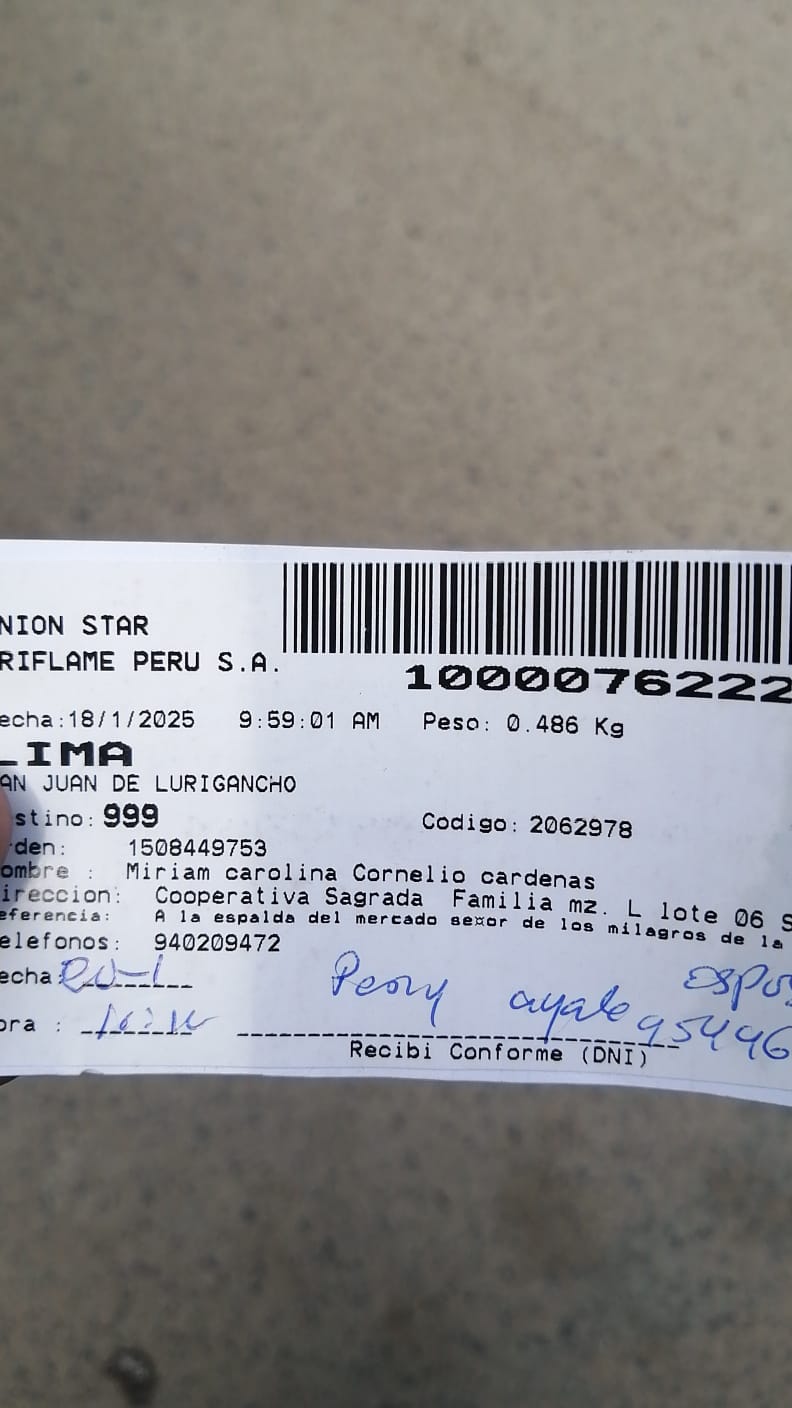 NION STAR
RIFLAME PERU S.A.
1000076222
echa:18/1/2025 9:59:01 AM Peso: 0.486 Kg
LIMA
AN JUAN DE LURIGANCHO
stino: 999 Codigo: 2062978
den: 1508449753
ombre : Miriam carolina Cornelio cardenas
ireccion: Cooperativa Sagrada Familia mz. L lote 06 S
eferencia: A la espalda del mercado sexor de los milagros de la
elefonos: 940209472
echa:
ora :
ayale 95446
Recibi Conforme (DNI)